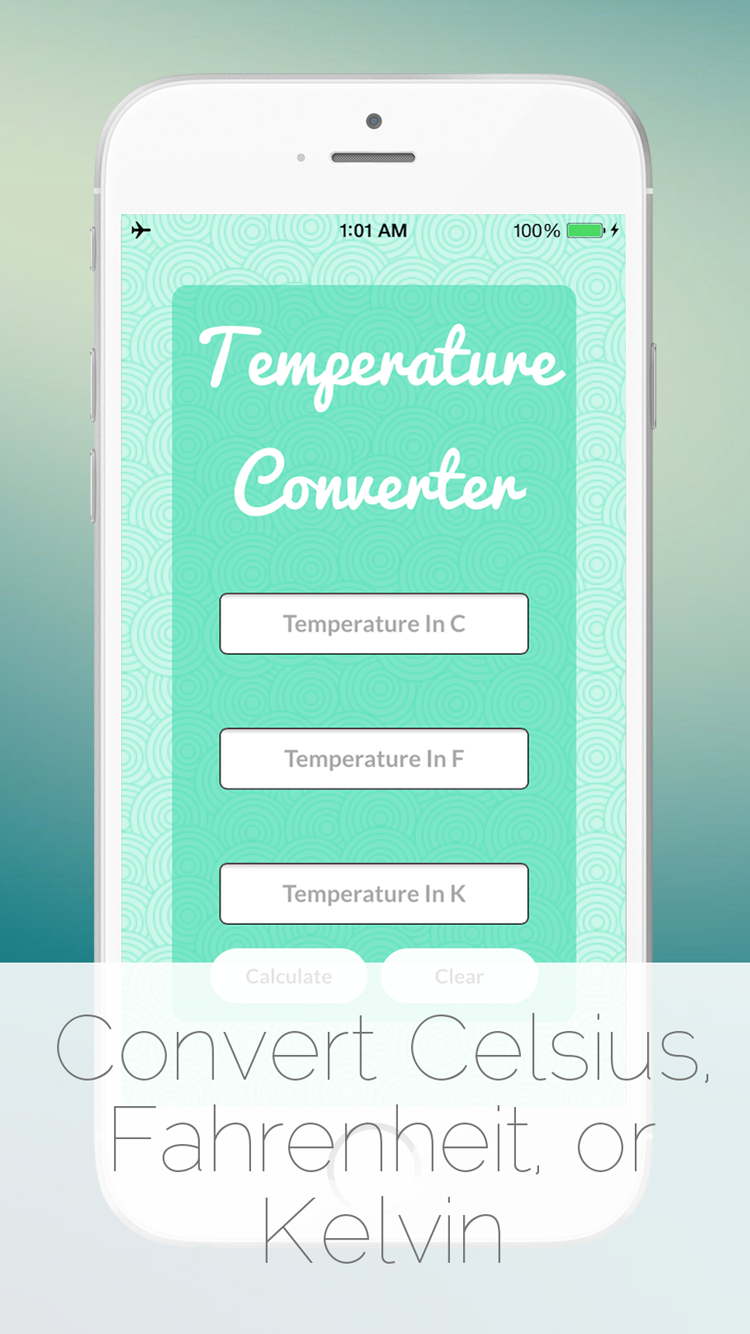 1:01 AM 100%
Temperature
Converter
Temperature In C
Temperature In F
Temperature In K
Calculate Clear
Convert Celsius,
Fahrenheit, or
Kelvin